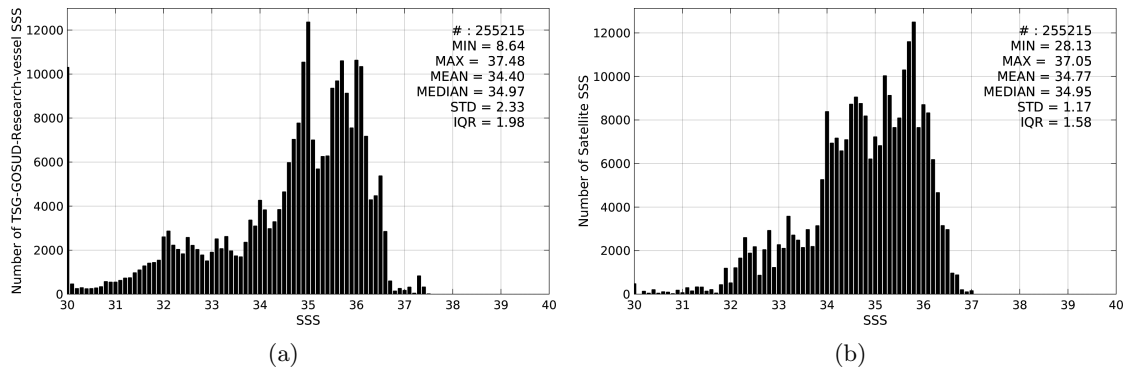 Number of TSG-GOSUD-Research-vessel SSS
12000
10000
8000
6000
4000
2000
0
# : 255215
MIN = 8.64
MAX = 37.48
MEAN = 34.40
MEDIAN = 34.97
STD = 2.33
IQR = 1.98
30 31 32 33 34 35 36 37 38 39 40
SSS
(a)
Number of Satellite SSS
12000
10000
8000
6000
4000
2000
0
# : 255215
MIN = 28.13
MAX = 37.05
MEAN = 34.77
MEDIAN = 34.95
STD = 1.17
IQR = 1.58
30 31 32 33 34 35 36 37 38 39 40
SSS
(b)